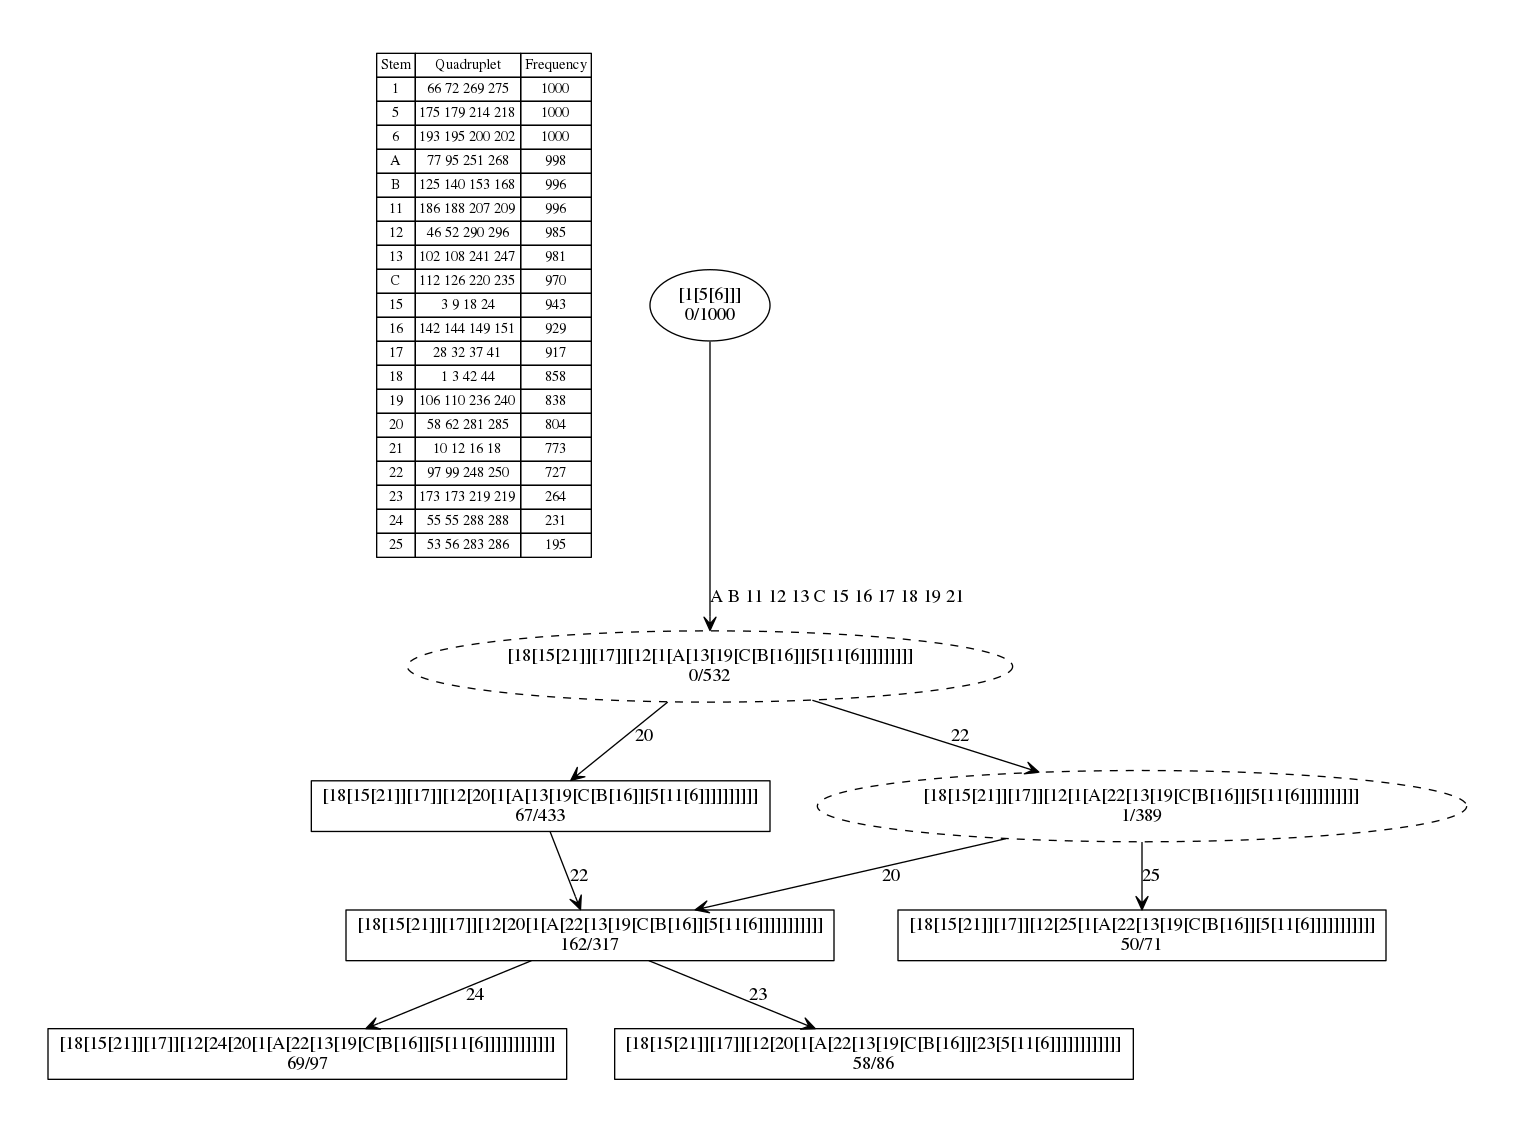 Stem Quadruplet Frequency
1 66 72 269 275 1000
5 175 179 214 218 1000
6 193 195 200 202 1000
A 77 95 251 268 998
B 125 140 153 168 996
11 186 188 207 209 996
12 46 52 290 296 985
13 102 108 241 247 981
C 112 126 220 235 970
15 3 9 18 24 943
16 142 144 149 151 929
17 28 32 37 41 917
18 1 3 42 44 858
19 106 110 236 240 838
20 58 62 281 285 804
21 10 12 16 18 773
22 97 99 248 250 727
23 173 173 219 219 264
24 55 55 288 288 231
25 53 56 283 286 195
[1[5[6]]]
0/1000
A B 11 12 13 C 15 16 17 18 19 21
[18[15[21]][17]][12[1[A[13[19[C[B[16]][5[11[6]]]]]]]]]
0/532
20
22
[18[15[21]][17]][12[20[1[A[13[19[C[B[16]][5[11[6]]]]]]]]]]
67/433
[18[15[21]][17]][12[1[A[22[13[19[C[B[16]][5[11[6]]]]]]]]]]
1/389
22
20
25
[18[15[21]][17]][12[20[1[A[22[13[19[C[B[16]][5[11[6]]]]]]]]]]]
162/317
[18[15[21]][17]][12[25[1[A[22[13[19[C[B[16]][5[11[6]]]]]]]]]]]
50/71
24
23
[18[15[21]][17]][12[24[20[1[A[22[13[19[C[B[16]][5[11[6]]]]]]]]]]]]
69/97
[18[15[21]][17]][12[20[1[A[22[13[19[C[B[16]][23[5[11[6]]]]]]]]]]]]
58/86